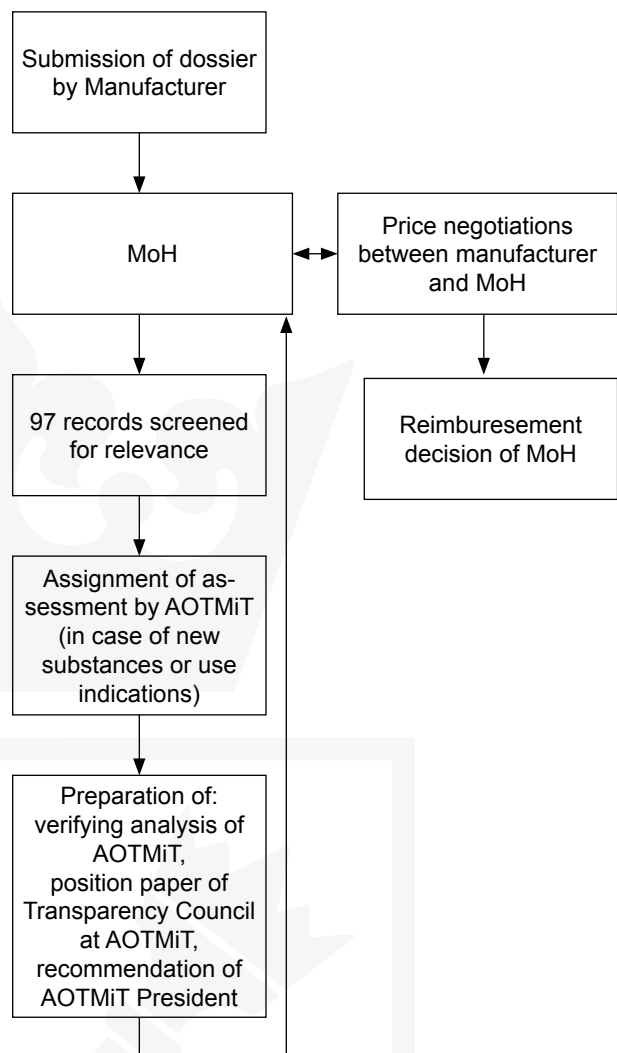 Submission of dossier
by Manufacturer
MoH
Price negotiations
between manufacturer
and MoH
97 records screened
for relevance
Reimburesement
decision of MoH
Assignment of as-
sessment by AOTMiT
(in case of new
substances or use
indications)
Preparation of:
verifying analysis of
AOTMiT,
position paper of
Transparency Council
at AOTMiT,
recommendation of
AOTMiT President